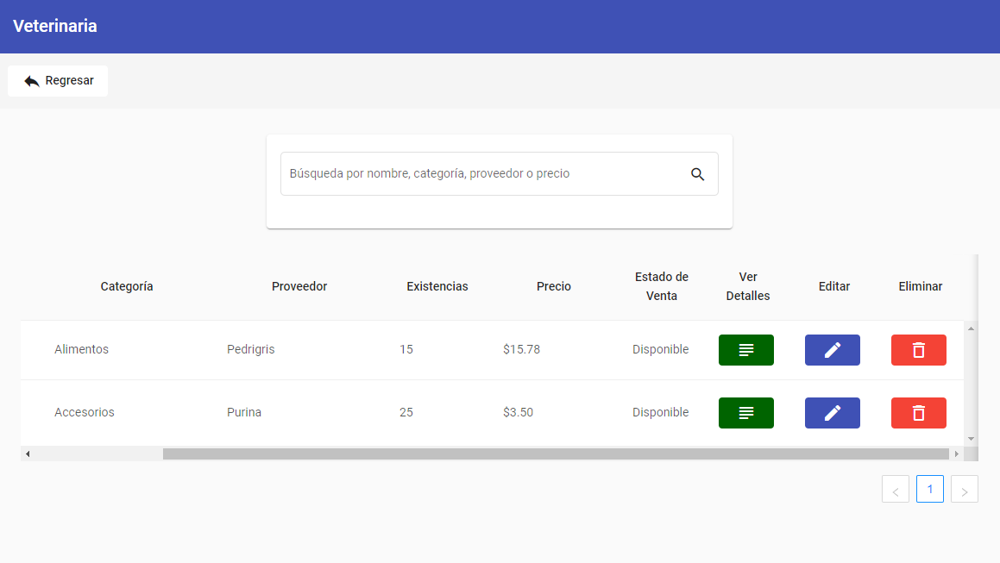 Veterinaria
Regresar
Búsqueda por nombre, categoría, proveedor o precio
Categoría Proveedor Existencias Precio Estado de Venta Ver Detalles Editar Eliminar
Alimentos Pedrigris 15 $15.78 Disponible
Accesorios Purina 25 $3.50 Disponible
< 1 >